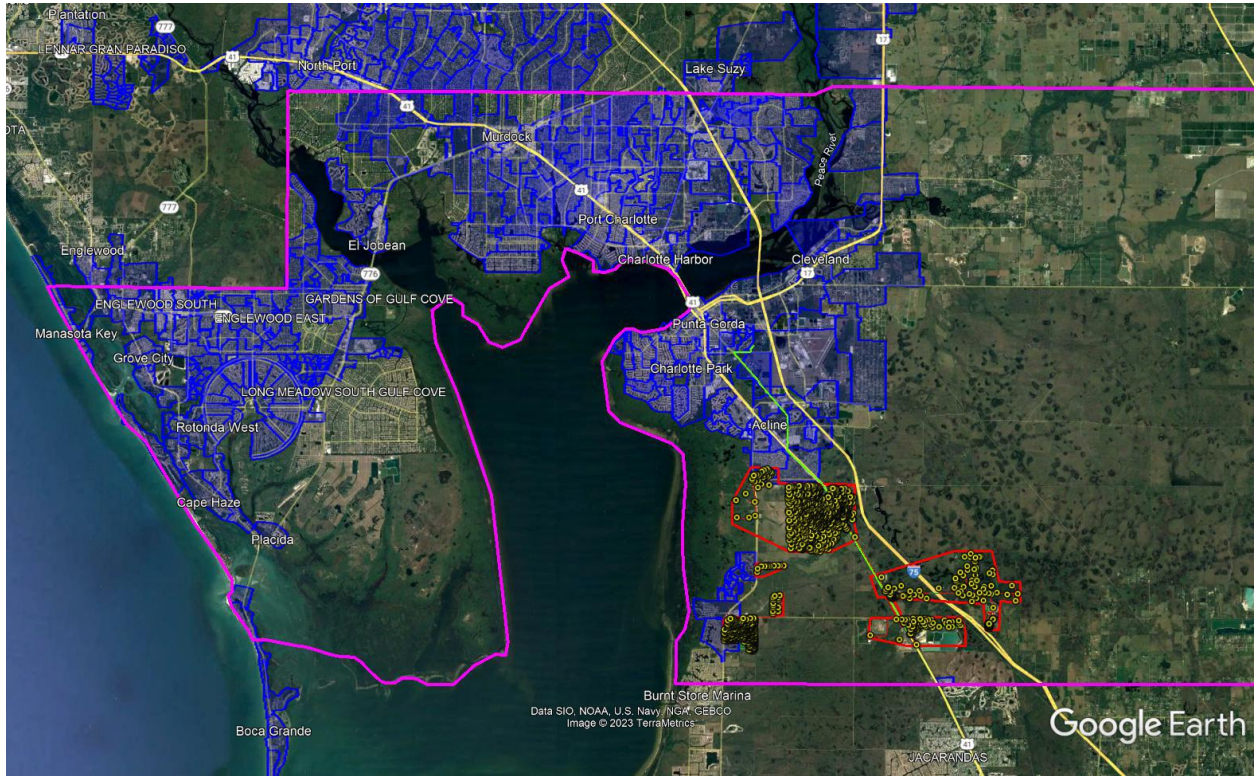 Plantation
777
LENNAR GRAN PARADISO
41
North Port
41
17
Lake Suzy
OTA
Murdock
Peace River
777
41
Port Charlotte
Englewood
El Jobean
Charlotte Harbor
Cleveland
776
17
ENGLEWOOD SOUTH
GARDENS OF GULF COVE
41
ENGLEWOOD EAST
Manasota Key
Punta Gorda
Grove City
Charlotte Park
LONG MEADOW SOUTH GULF COVE
Rotonda West
Acline
Cape Haze
Placida
75
Burnt Store Marina
Data SIO, NOAA, U.S. Navy, NGA, GEBCO
Image © 2023 TerraMetrics
Google Earth
Boca Grande
41
JACARANDAS